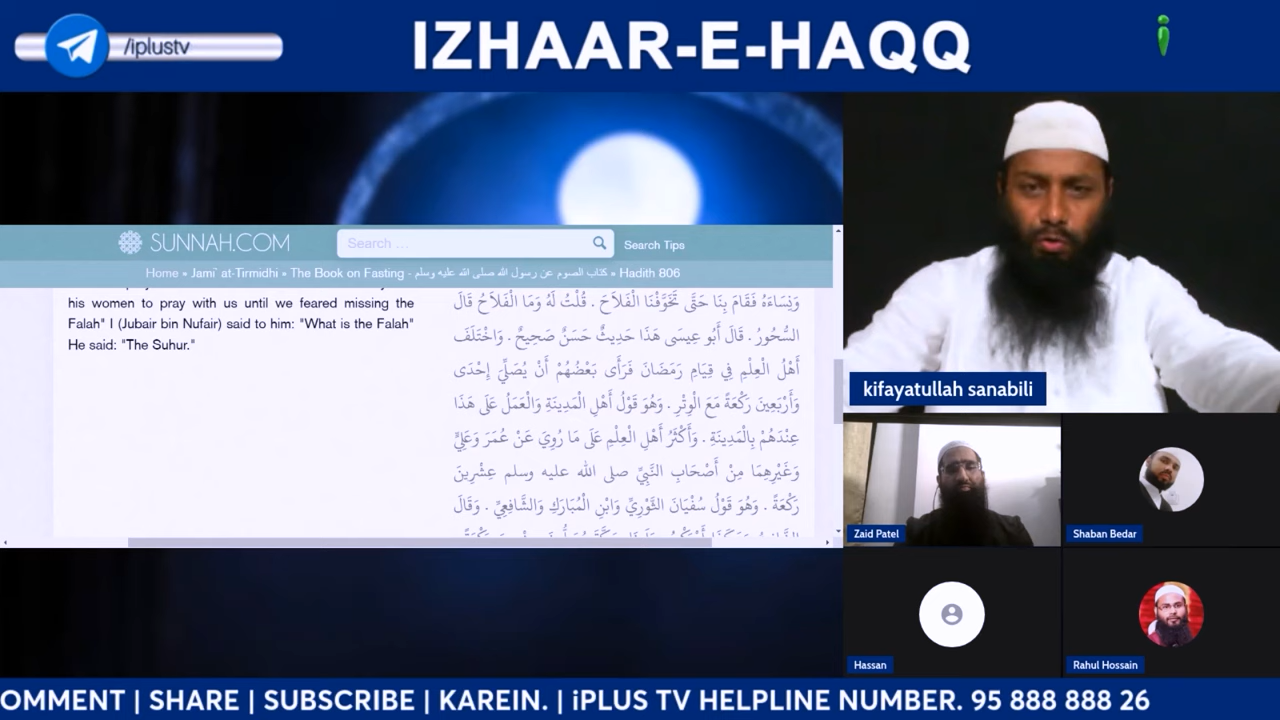 /iplustv
IZHAAR-E-HAQQ
SUNNAH.COM
Search ...
Search Tips
Home » Jami` at-Tirmidhi » The Book on Fasting - كتاب الصوم عن رسول الله صلى الله عليه وسلم » Hadith 806
his women to pray with us until we feared missing the
Falah" I (Jubair bin Nufair) said to him: "What is the Falah"
He said: "The Suhur."
وَنِسَاءَهُ فَقَامَ بِنَا حَتَّى تَخَوَّفْنَا الْفَلاَحَ . قُلْتُ لَهُ وَمَا الْفَلاَحُ قَالَ
السُّحُورُ . قَالَ أَبُو عِيسَى هَذَا حَدِيثٌ حَسَنٌ صَحِيحٌ . وَاخْتَلَفَ
أَهْلُ الْعِلْمِ فِي قِيَامِ رَمَضَانَ فَرَأَى بَعْضُهُمْ أَنْ يُصَلِّيَ إِحْدَى
وَأَرْبَعِينَ رَكْعَةً مَعَ الْوِتْرِ . وَهُوَ قَوْلُ أَهْلِ الْمَدِينَةِ وَالْعَمَلُ عَلَى هَذَا
عِنْدَهُمْ بِالْمَدِينَةِ . وَأَكْثَرُ أَهْلِ الْعِلْمِ عَلَى مَا رُوِيَ عَنْ عُمَرَ وَعَلِيٍّ
وَغَيْرِهِمَا مِنْ أَصْحَابِ النَّبِيِّ صلى الله عليه وسلم عِشْرِينَ
رَكْعَةً . وَهُوَ قَوْلُ سُفْيَانَ الثَّوْرِيِّ وَابْنِ الْمُبَارَكِ وَالشَّافِعِيِّ . وَقَالَ
kifayatullah sanabili
Zaid Patel
Shaban Bedar
Hassan
Rahul Hossain
OMMENT | SHARE | SUBSCRIBE | KAREIN. | iPLUS TV HELPLINE NUMBER. 95 888 888 26